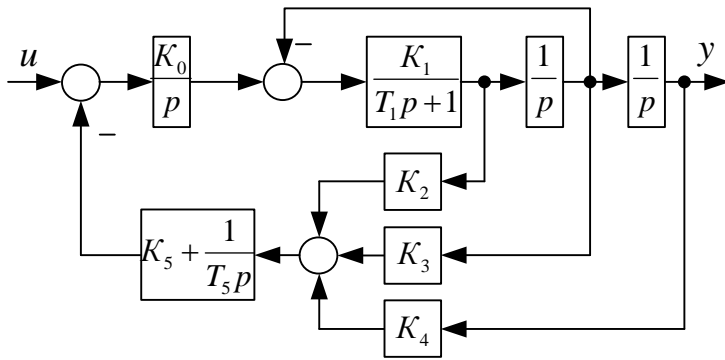 u
−
K₀/p
−
K₁/(T₁p + 1)
1/p
1/p
y
K₂
K₃
K₄
K₅ + 1/(T₅p)
−